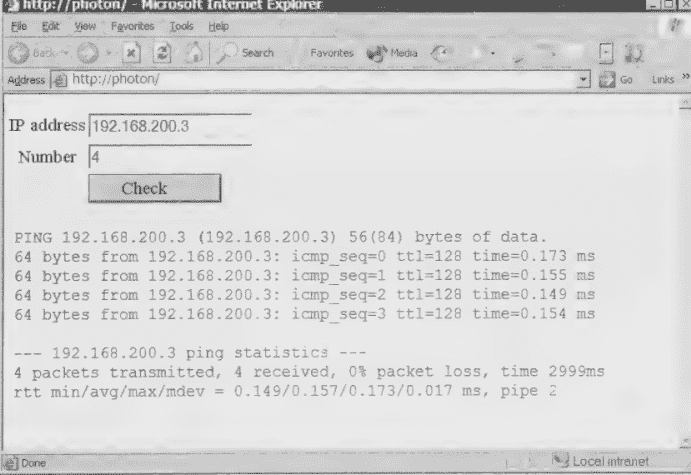 http://photon/ - Microsoft Internet Explorer
File Edit View Favorites Tools Help
Back Search Favorites Media
Address http://photon/ Go Links »
IP address 192.168.200.3
Number 4
Check
PING 192.168.200.3 (192.168.200.3) 56(84) bytes of data.
64 bytes from 192.168.200.3: icmp_seq=0 ttl=128 time=0.173 ms
64 bytes from 192.168.200.3: icmp_seq=1 ttl=128 time=0.155 ms
64 bytes from 192.168.200.3: icmp_seq=2 ttl=128 time=0.149 ms
64 bytes from 192.168.200.3: icmp_seq=3 ttl=128 time=0.154 ms
--- 192.168.200.3 ping statistics ---
4 packets transmitted, 4 received, 0% packet loss, time 2999ms
rtt min/avg/max/mdev = 0.149/0.157/0.173/0.017 ms, pipe 2
Done Local intranet